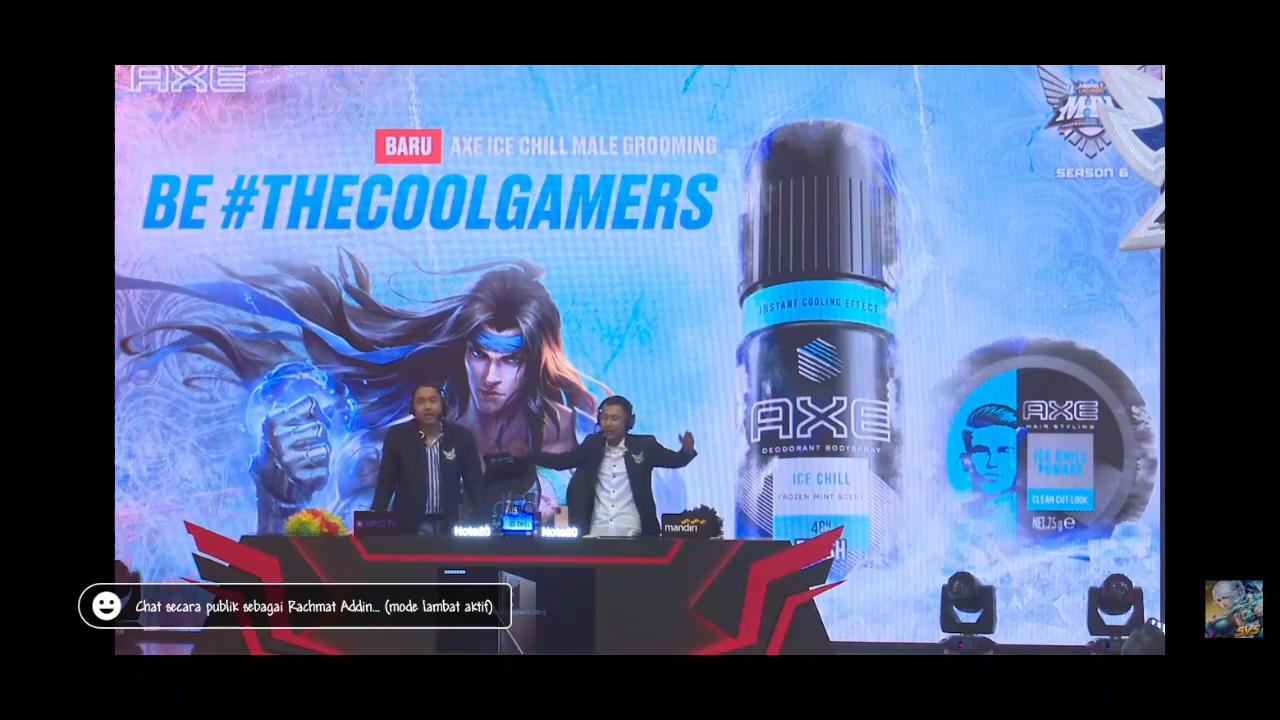 AXE
BARU AXE ICE CHILL MALE GROOMING
BE #THECOOLGAMERS
SEASON 6
INSTANT COOLING EFFECT
AXE
DEODORANT BODYSPRAY
ICE CHILL
FROZEN MINT SCENT
AXE
HAIR STYLING
ICE CHILL
POMADE
CLEAN CUT LOOK
Note20
ICE CHILL
Note20
mandiri
SAMSUNG
Chat secara publik sebagai Rachmat Addin... (mode lambat aktif)
5V5